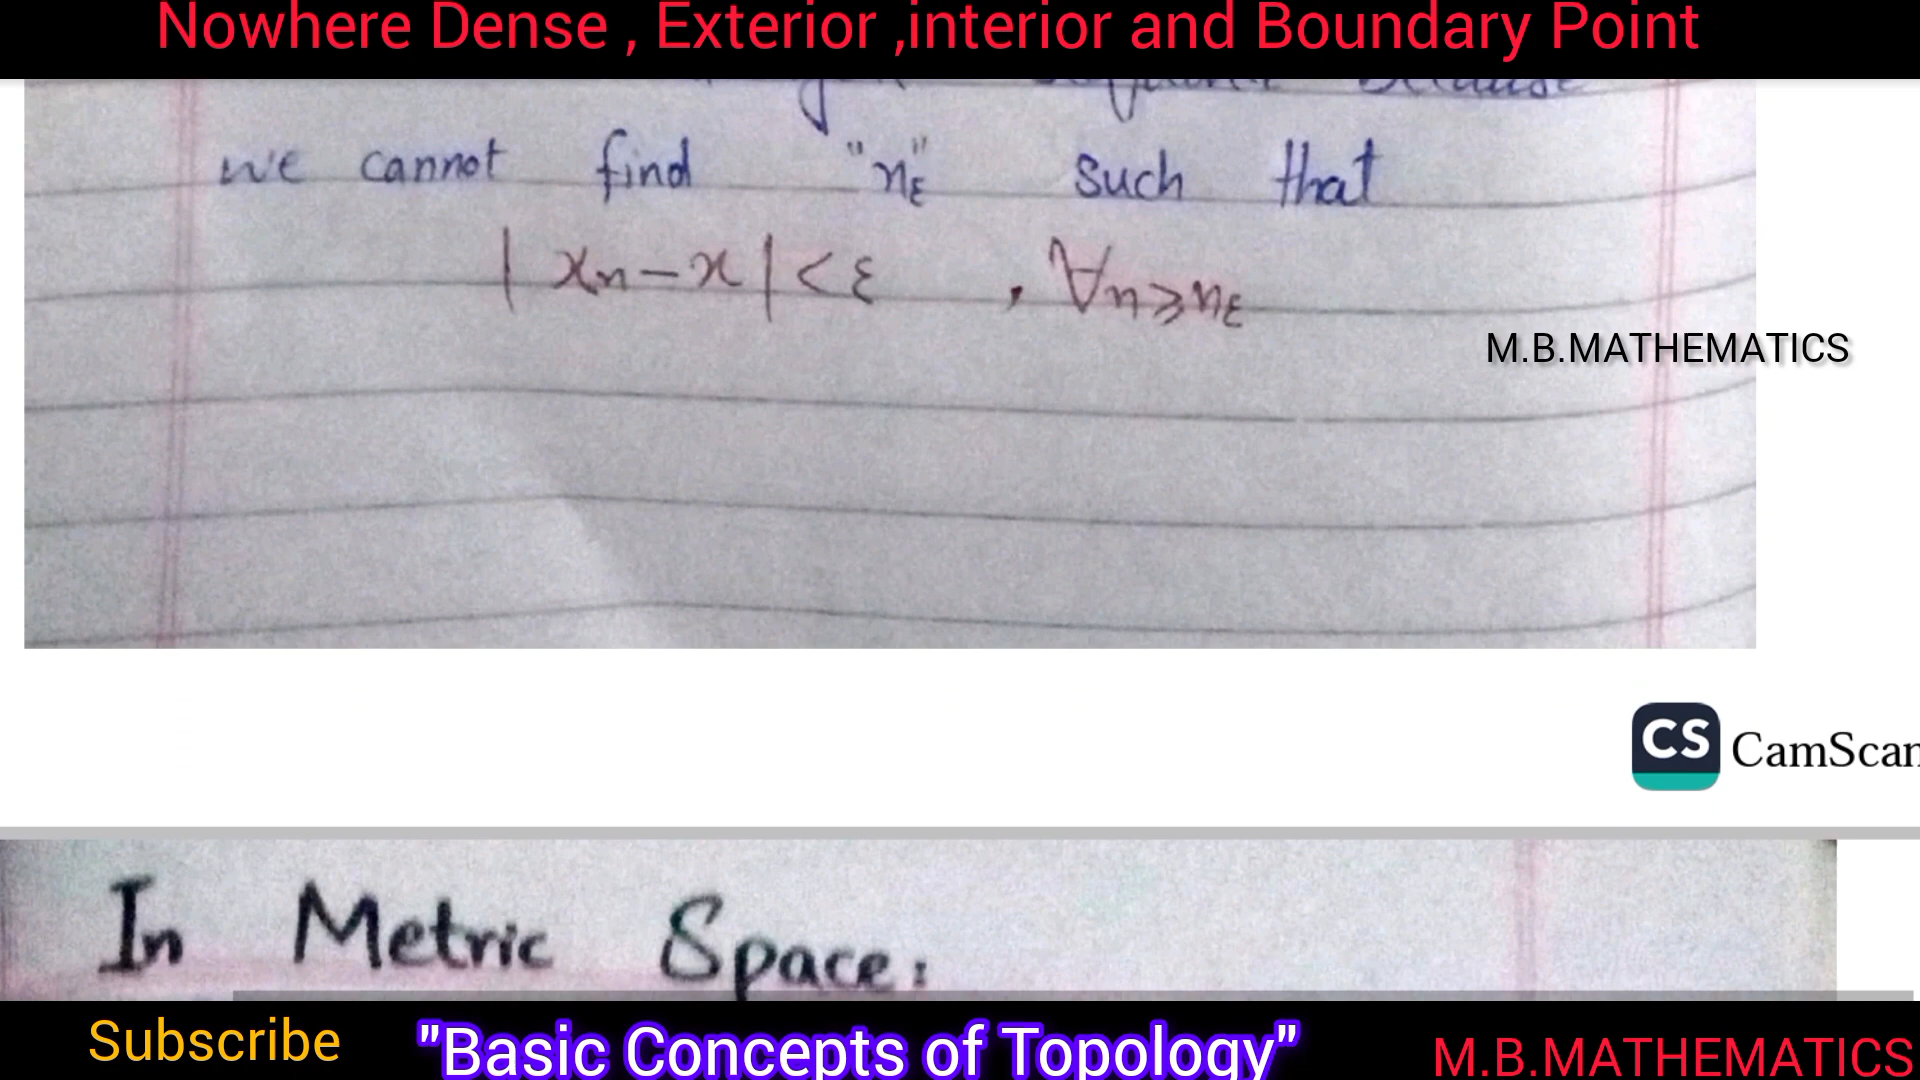 Nowhere Dense , Exterior ,interior and Boundary Point
because
we cannot find "nε" such that
| xn - x | < ε , ∀n ≥ nε
M.B.MATHEMATICS
CS CamScan
In Metric Space:
Subscribe "Basic Concepts of Topology" M.B.MATHEMATICS